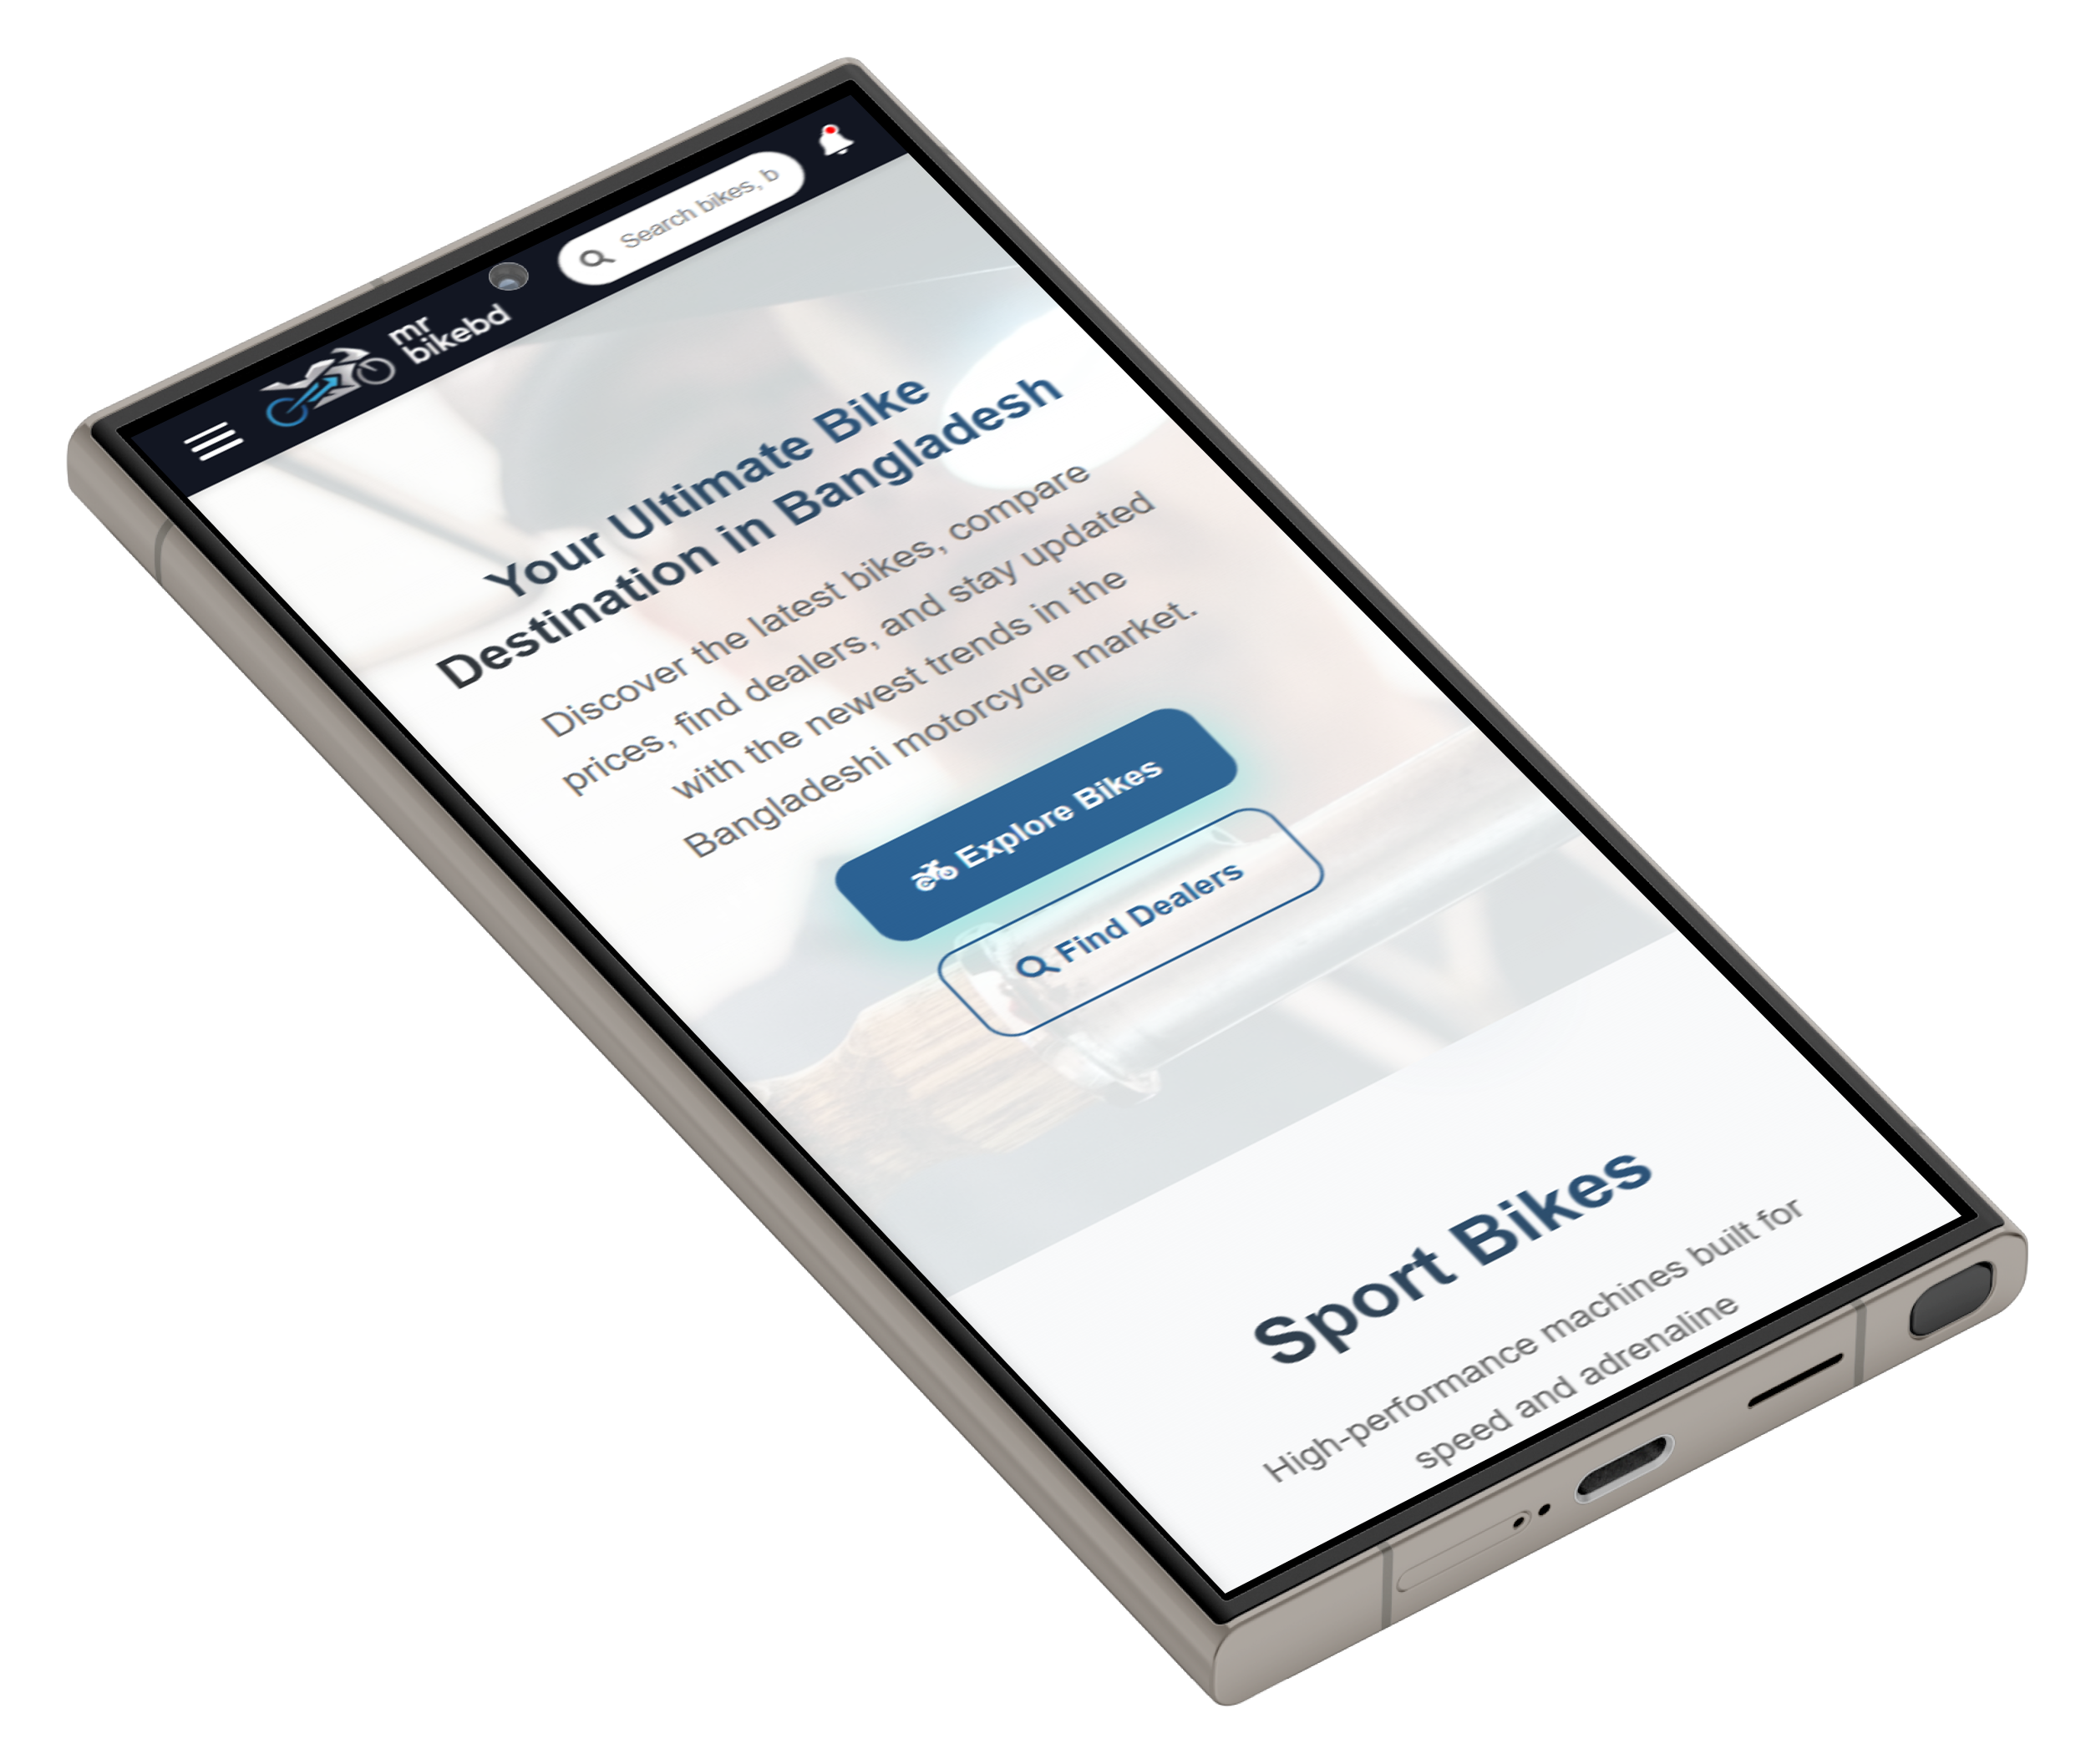 mr
bikebd
Search bikes, b
Your Ultimate Bike
Destination in Bangladesh
Discover the latest bikes, compare
prices, find dealers, and stay updated
with the newest trends in the
Bangladeshi motorcycle market.
Explore Bikes
Find Dealers
Sport Bikes
High-performance machines built for
speed and adrenaline